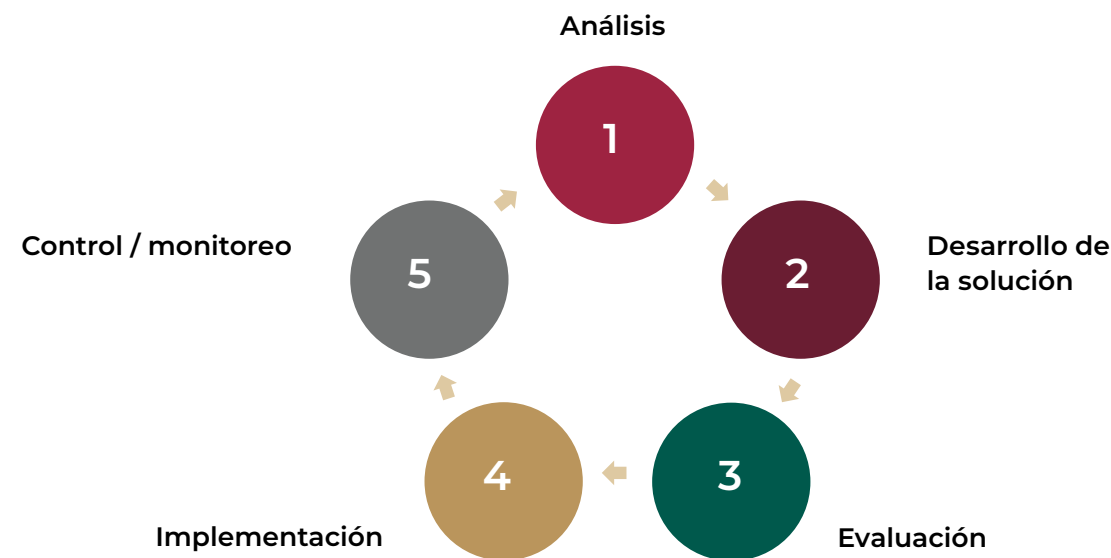 Análisis
1
2
Desarrollo de
la solución
3
Evaluación
4
Implementación
5
Control / monitoreo